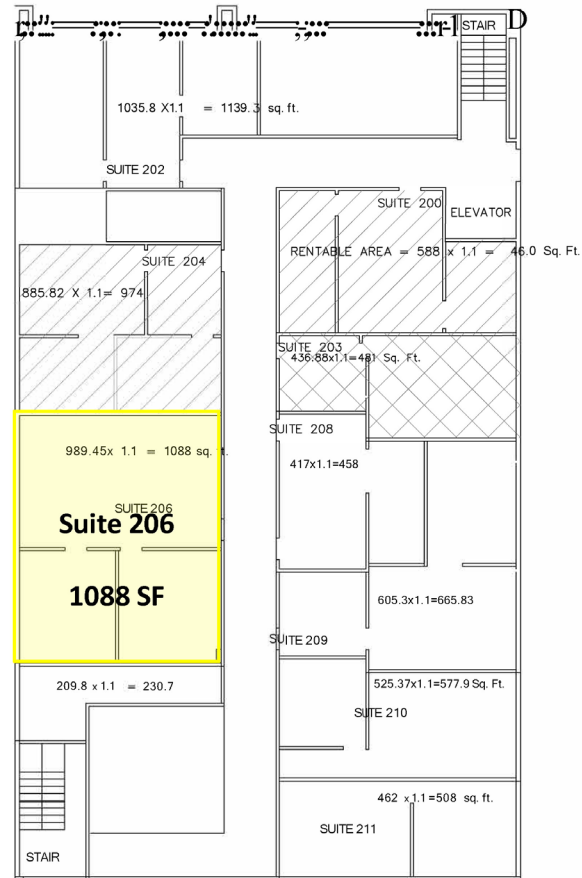 STAIR
D
1035.8 X1.1 = 1139.3 sq. ft.
SUITE 202
SUITE 200
ELEVATOR
SUITE 204
RENTABLE AREA = 588 x 1.1 = 46.0 Sq. Ft.
885.82 X 1.1= 974
SUITE 203
436.88x1.1=481 Sq. Ft.
SUITE 208
989.45x 1.1 = 1088 sq. t.
417x1.1=458
SUITE 206
Suite 206
1088 SF
605.3x1.1=665.83
SUITE 209
209.8 x 1.1 = 230.7
525.37x1.1=577.9 Sq. Ft.
SUITE 210
462 x 1.1=508 sq. ft.
SUITE 211
STAIR